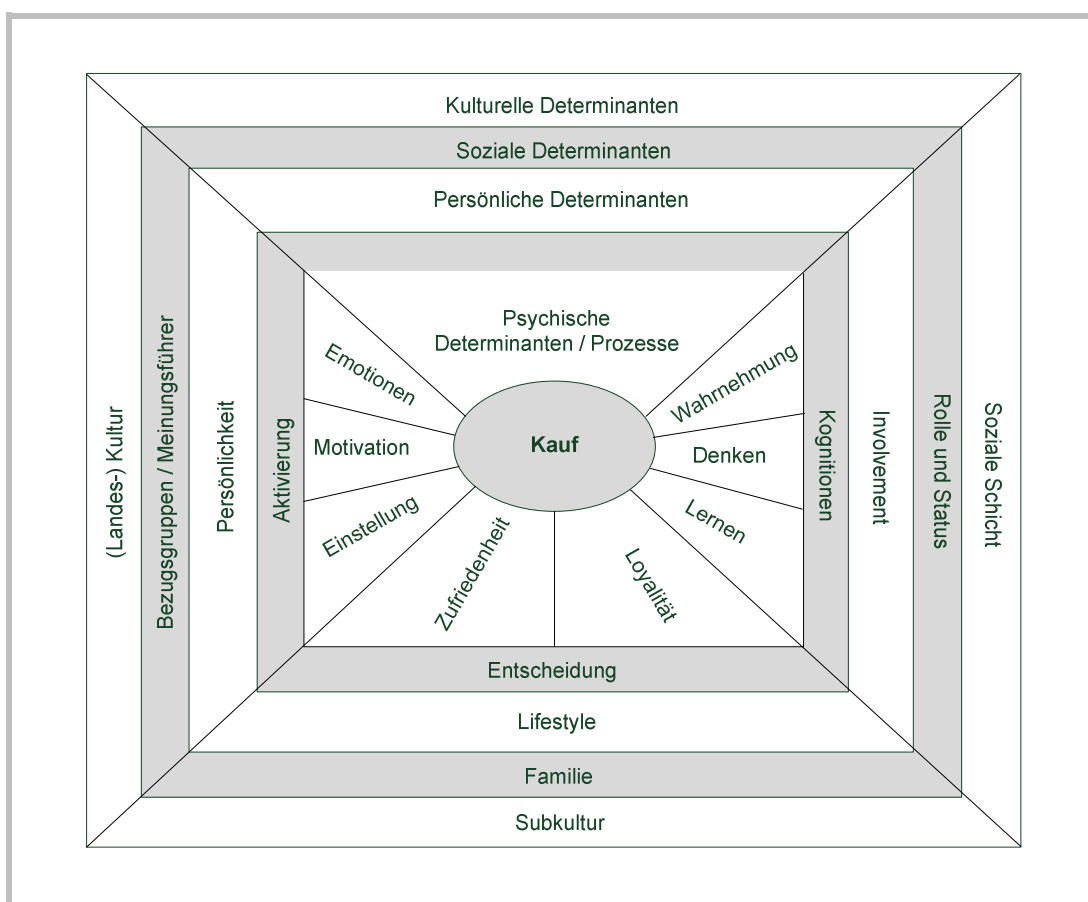 Kulturelle Determinanten
Soziale Determinanten
Persönliche Determinanten
Psychische
Determinanten / Prozesse
(Landes-) Kultur
Bezugsgruppen / Meinungsführer
Persönlichkeit
Aktivierung
Emotionen
Motivation
Einstellung
Kauf
Wahrnehmung
Denken
Lernen
Kognitionen
Involvement
Rolle und Status
Soziale Schicht
Zufriedenheit
Loyalität
Entscheidung
Lifestyle
Familie
Subkultur